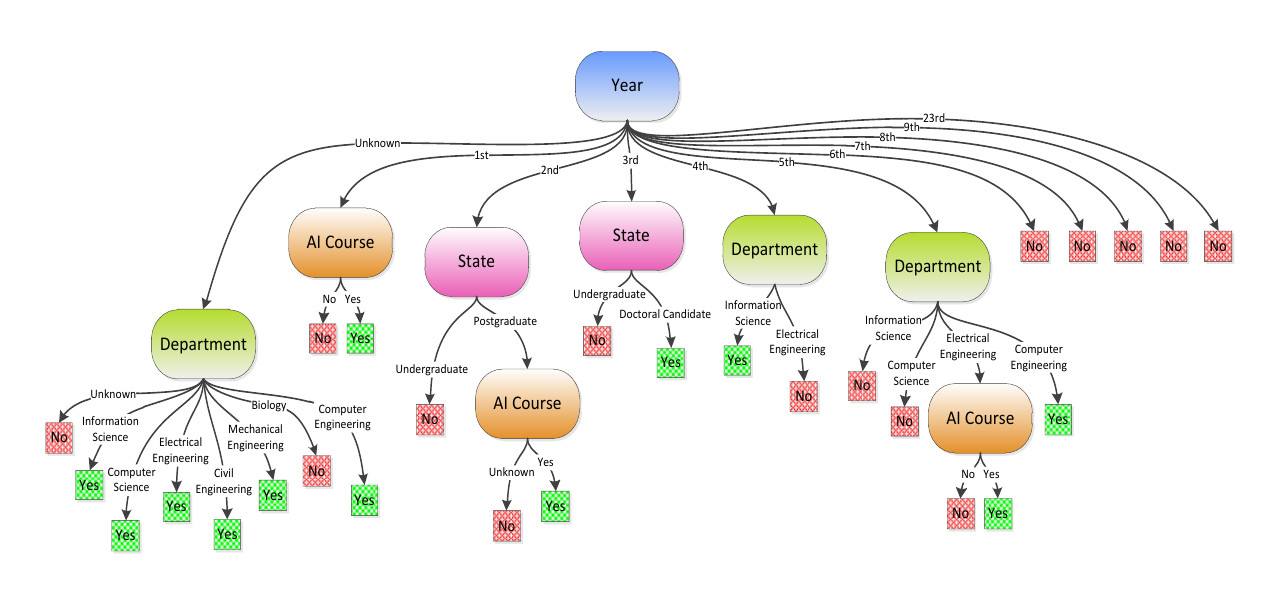 Year
23rd
9th
8th
7th
6th
5th
Unknown
1st
2nd
3rd
4th
AI Course
State
State
Department
Department
No
No
No
No
No
No
Yes
No
Yes
Department
Postgraduate
Undergraduate
No
AI Course
Unknown
Yes
No
Yes
Undergraduate
Doctoral Candidate
No
Yes
Information
Science
Electrical
Engineering
Yes
No
Information
Science
Computer
Science
Electrical
Engineering
Computer
Engineering
No
No
AI Course
Yes
No
Yes
No
Yes
Unknown
Information
Science
Computer
Science
Electrical
Engineering
Civil
Engineering
Mechanical
Engineering
Biology
Computer
Engineering
No
Yes
Yes
Yes
Yes
Yes
No
Yes